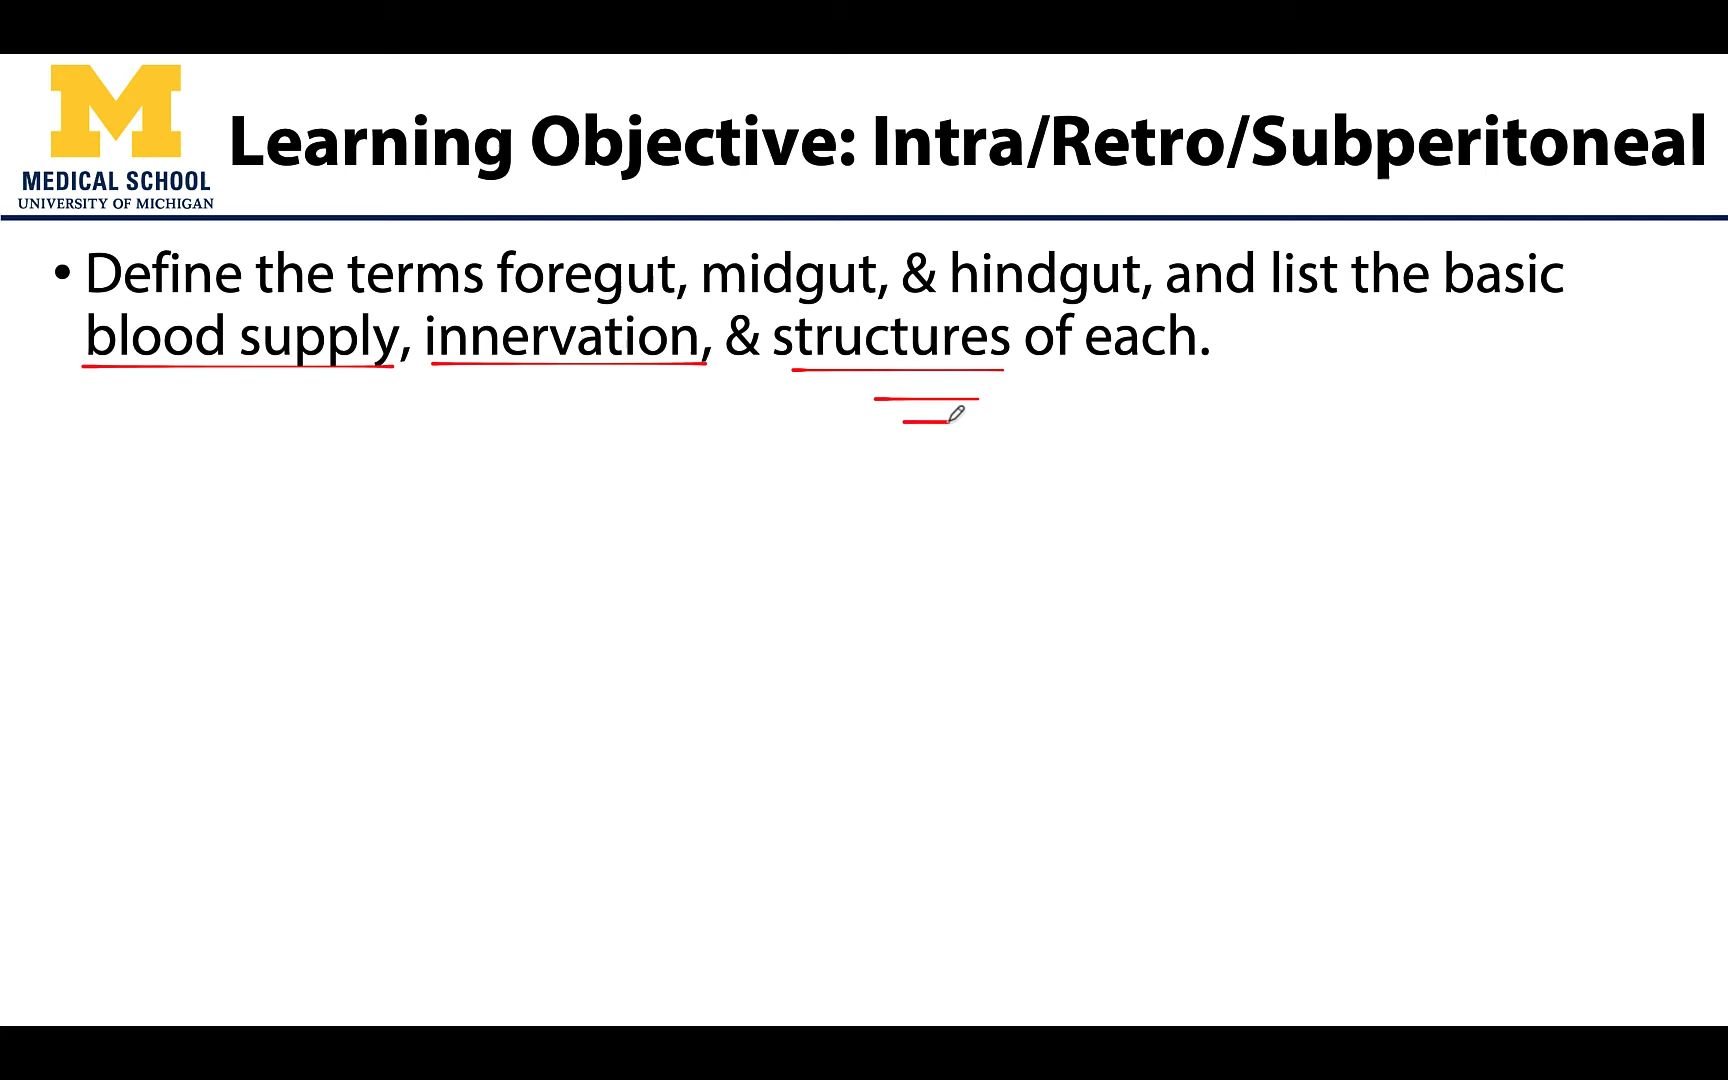 M
MEDICAL SCHOOL
UNIVERSITY OF MICHIGAN
Learning Objective: Intra/Retro/Subperitoneal
• Define the terms foregut, midgut, & hindgut, and list the basic
blood supply, innervation, & structures of each.